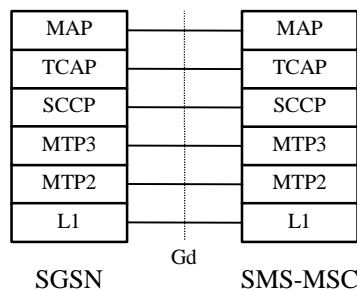 MAP MAP
TCAP TCAP
SCCP SCCP
MTP3 MTP3
MTP2 MTP2
L1 L1
Gd
SGSN SMS-MSC